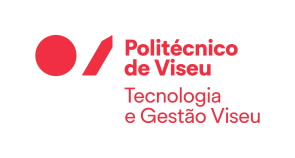 Politécnico
de Viseu
Tecnologia
e Gestão Viseu